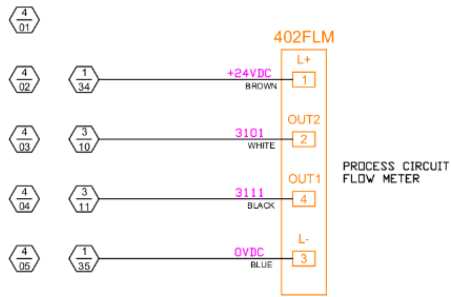 4
01
402FLM
L+
4
02
1
34
+24VDC
BROWN
1
OUT2
4
03
3
10
3101
WHITE
2
PROCESS CIRCUIT
FLOW METER
OUT1
4
04
3
11
3111
BLACK
4
L-
4
05
1
35
0VDC
BLUE
3